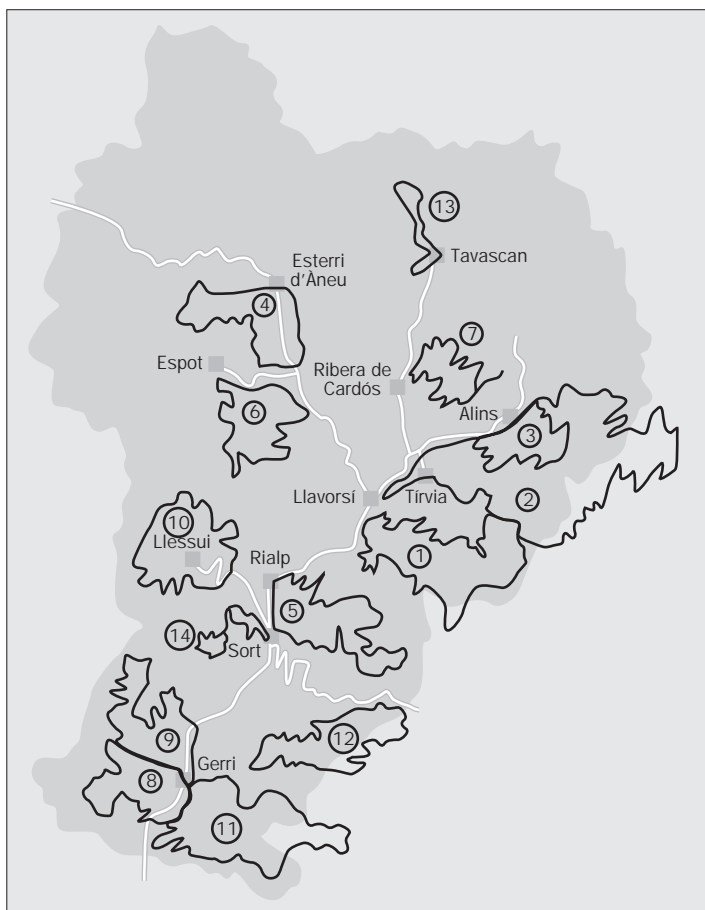 13
Tavascan
Esterri
d'Àneu
4
7
Espot
Ribera de
Cardós
6
Alins
3
Llavorsí
Tírvia
2
10
Llessui
1
Rialp
5
14
Sort
9
12
Gerri
8
11